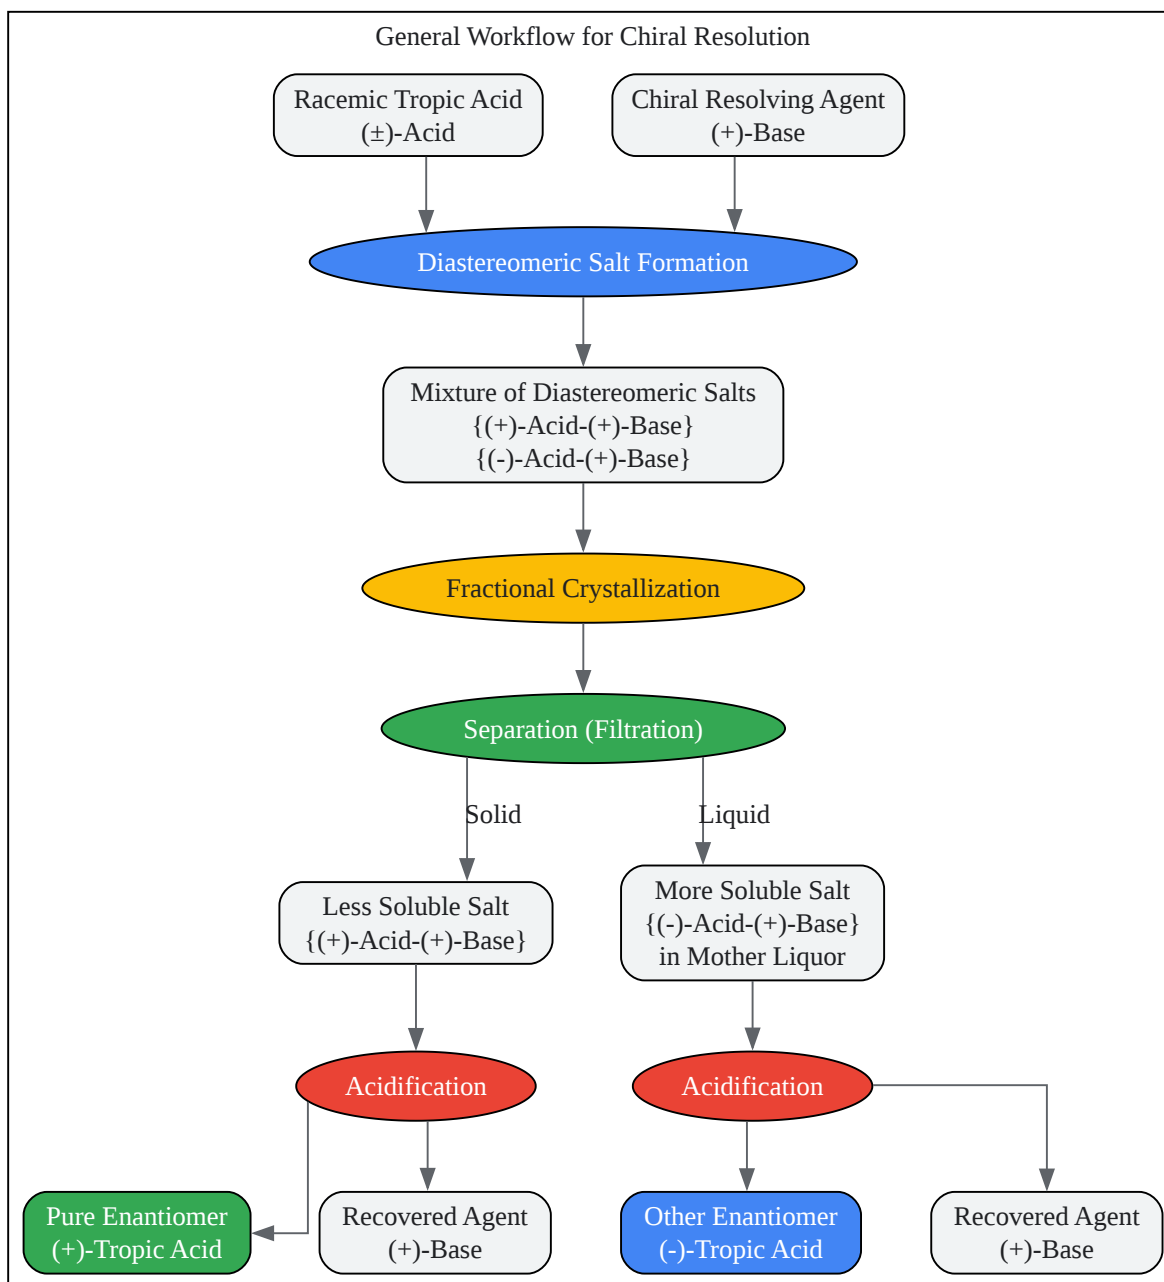 General Workflow for Chiral Resolution
Racemic Tropic Acid
(±)-Acid
Chiral Resolving Agent
(+)-Base
Diastereomeric Salt Formation
Mixture of Diastereomeric Salts
{(+)-Acid-(+)-Base}
{(-)-Acid-(+)-Base}
Fractional Crystallization
Separation (Filtration)
Solid
Liquid
Less Soluble Salt
{(+)-Acid-(+)-Base}
More Soluble Salt
{(-)-Acid-(+)-Base}
in Mother Liquor
Acidification
Acidification
Pure Enantiomer
(+)-Tropic Acid
Recovered Agent
(+)-Base
Other Enantiomer
(-)-Tropic Acid
Recovered Agent
(+)-Base